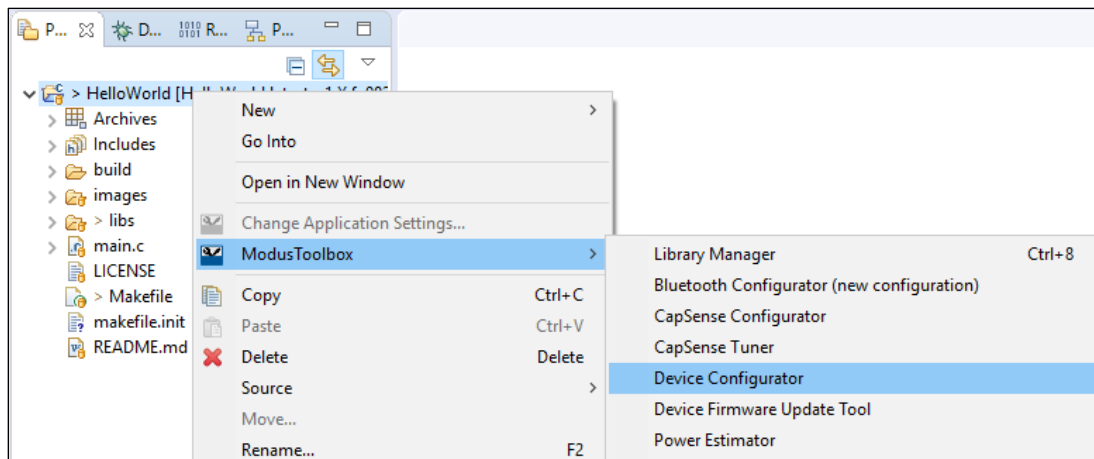 P... D... R... P...
> HelloWorld [H
Archives
Includes
build
images
> libs
main.c
LICENSE
> Makefile
makefile.init
README.md
New
Go Into
Open in New Window
Change Application Settings...
ModusToolbox
Copy Ctrl+C
Paste Ctrl+V
Delete Delete
Source
Move...
Rename... F2
Library Manager Ctrl+8
Bluetooth Configurator (new configuration)
CapSense Configurator
CapSense Tuner
Device Configurator
Device Firmware Update Tool
Power Estimator